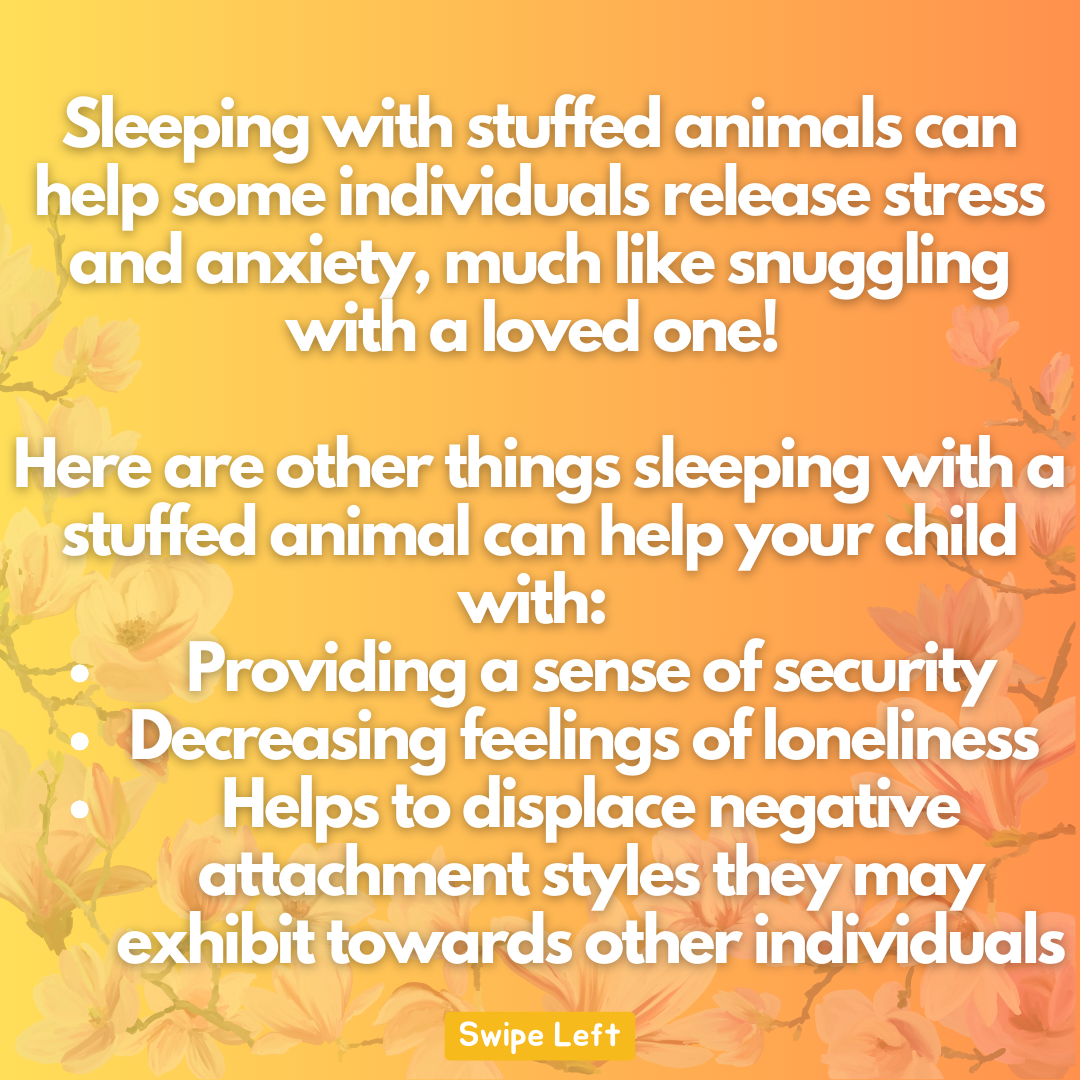 Sleeping with stuffed animals can
help some individuals release stress
and anxiety, much like snuggling
with a loved one!
Here are other things sleeping with a
stuffed animal can help your child
with:
• Providing a sense of security
• Decreasing feelings of loneliness
• Helps to displace negative
attachment styles they may
exhibit towards other individuals
Swipe Left